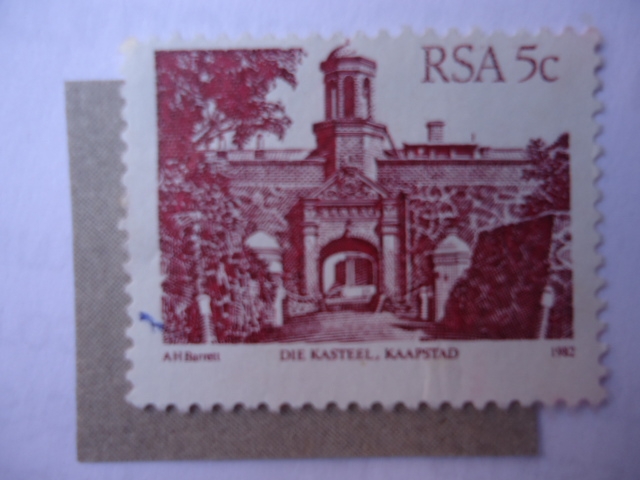 RSA 5c
A H Barrett DIE KASTEEL, KAAPSTAD 1982